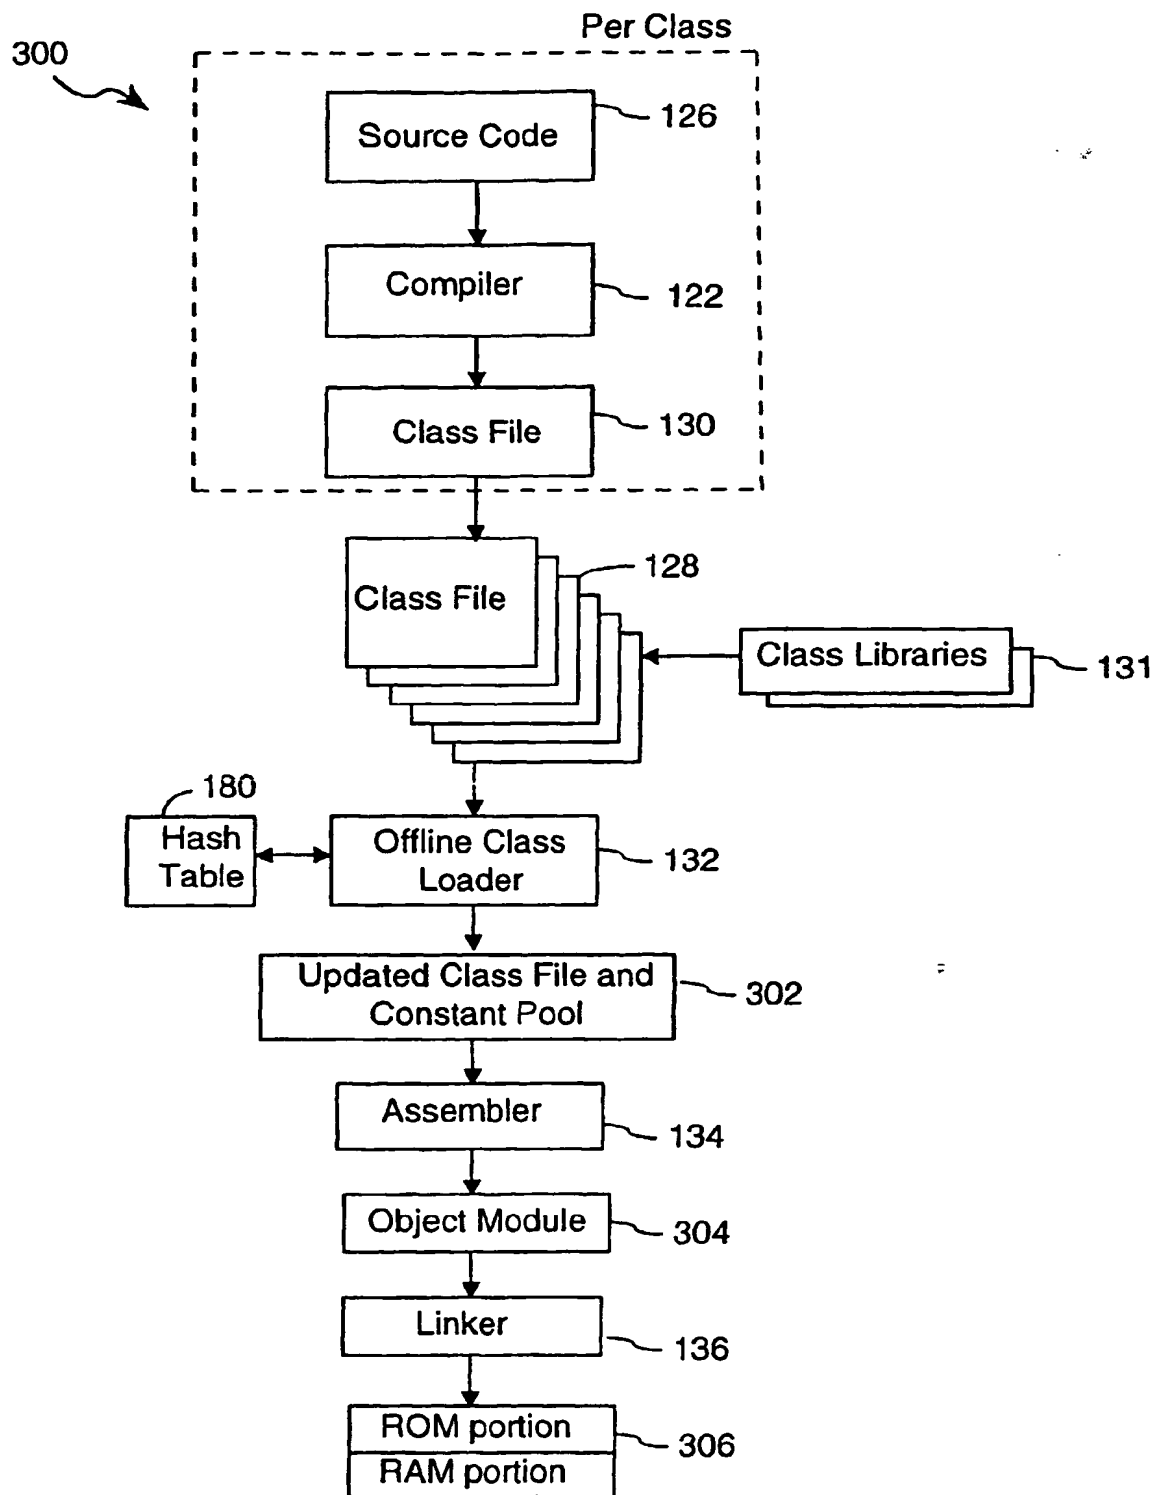 Per Class
300
Source Code
126
Compiler
122
Class File
130
Class File
128
Class Libraries
131
180
Hash
Table
Offline Class
Loader
132
Updated Class File and
Constant Pool
302
Assembler
134
Object Module
304
Linker
136
ROM portion
306
RAM portion